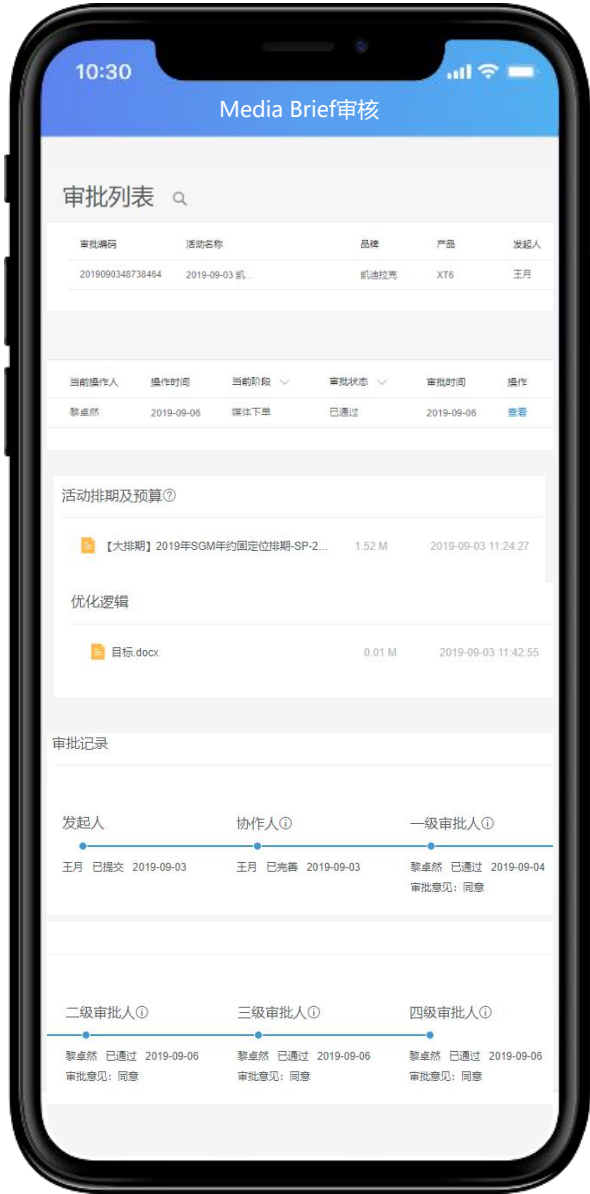 10:30
Media Brief审核
审批列表
审批编码 活动名称 品牌 产品 发起人
2019090348738464 2019-09-03 凯... 凯迪拉克 XT6 王月
当前操作人 操作时间 当前阶段 审批状态 审批时间 操作
黎卓然 2019-09-06 媒体下单 已通过 2019-09-06 查看
活动排期及预算?
【大排期】2019年SGM年约固定位排期-SP-2... 1.52 M 2019-09-03 11:24:27
优化逻辑
目标.docx 0.01 M 2019-09-03 11:42:55
审批记录
发起人 协作人 一级审批人
王月 已提交 2019-09-03 王月 已完善 2019-09-03 黎卓然 已通过 2019-09-04
审批意见：同意
二级审批人 三级审批人 四级审批人
黎卓然 已通过 2019-09-06 黎卓然 已通过 2019-09-06 黎卓然 已通过 2019-09-06
审批意见：同意 审批意见：同意 审批意见：同意